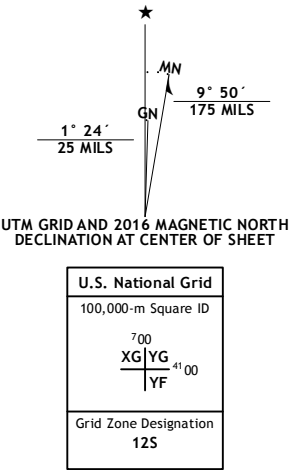 ★
MN
GN
9° 50´
175 MILS
1° 24´
25 MILS
UTM GRID AND 2016 MAGNETIC NORTH
DECLINATION AT CENTER OF SHEET
U.S. National Grid
100,000-m Square ID
700
XG YG
4100
YF
Grid Zone Designation
12S